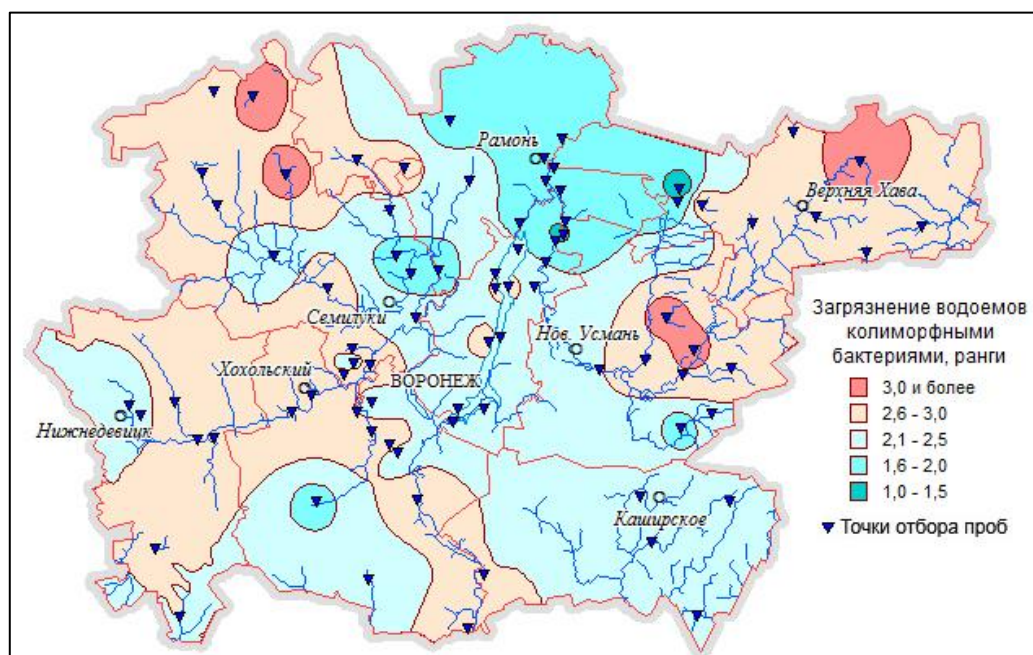 Рамонь
Верхняя Хава
Семилуки
Нов. Усмань
Хохольский
ВОРОНЕЖ
Нижнедевицк
Каширское
Загрязнение водоемов
колиморфными
бактериями, ранги
3,0 и более
2,6 - 3,0
2,1 - 2,5
1,6 - 2,0
1,0 - 1,5
Точки отбора проб